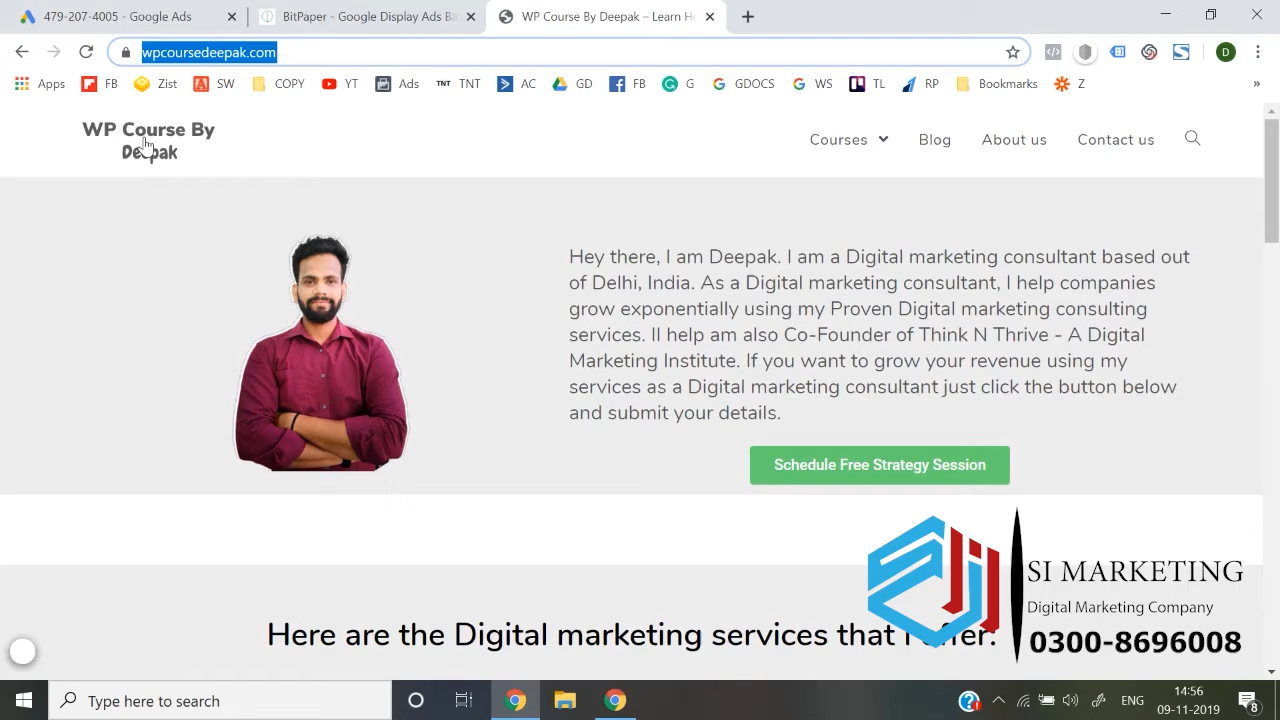 479-207-4005 - Google Ads
BitPaper - Google Display Ads Ba
WP Course By Deepak – Learn Ho
wpcoursedeepak.com
D
Apps
FB
Zist
SW
COPY
YT
Ads
TNT TNT
AC
GD
FB
G
GDOCS
WS
TL
RP
Bookmarks
Z
»
WP Course By
Deepak
Courses
Blog
About us
Contact us
Hey there, I am Deepak. I am a Digital marketing consultant based out
of Delhi, India. As a Digital marketing consultant, I help companies
grow exponentially using my Proven Digital marketing consulting
services. II help am also Co-Founder of Think N Thrive - A Digital
Marketing Institute. If you want to grow your revenue using my
services as a Digital marketing consultant just click the button below
and submit your details.
Schedule Free Strategy Session
SI MARKETING
Digital Marketing Company
0300-8696008
Here are the Digital marketing services that I offer:
Type here to search
ENG
14:56
09-11-2019
8